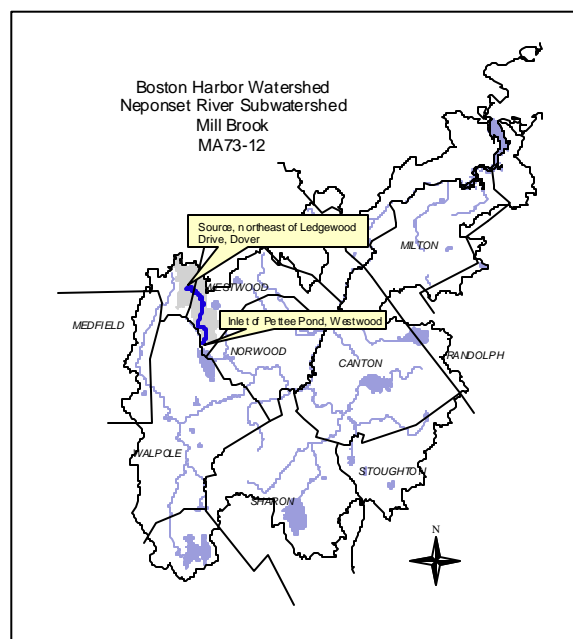 Boston Harbor Watershed
Neponset River Subwatershed
Mill Brook
MA73-12
Source, northeast of Ledgewood
Drive, Dover
MILTON
WESTWOOD
MEDFIELD
Inlet of Pettee Pond, Westwood
NORWOOD
CANTON
RANDOLPH
WALPOLE
STOUGHTON
SHARON
N